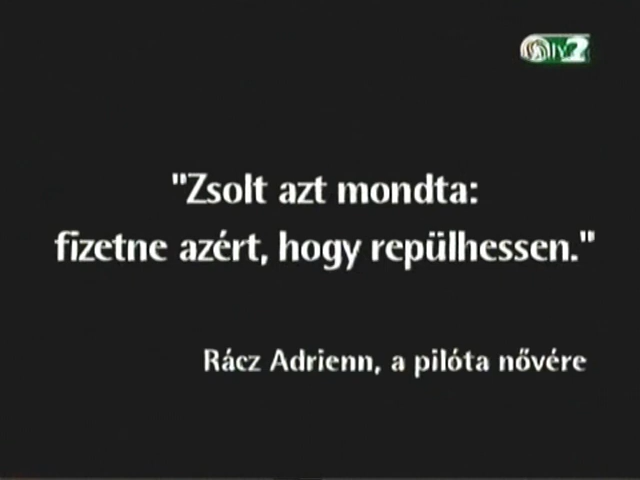 "Zsolt azt mondta:
fizetne azért, hogy repülhessen."
Rácz Adrienn, a pilóta nővére